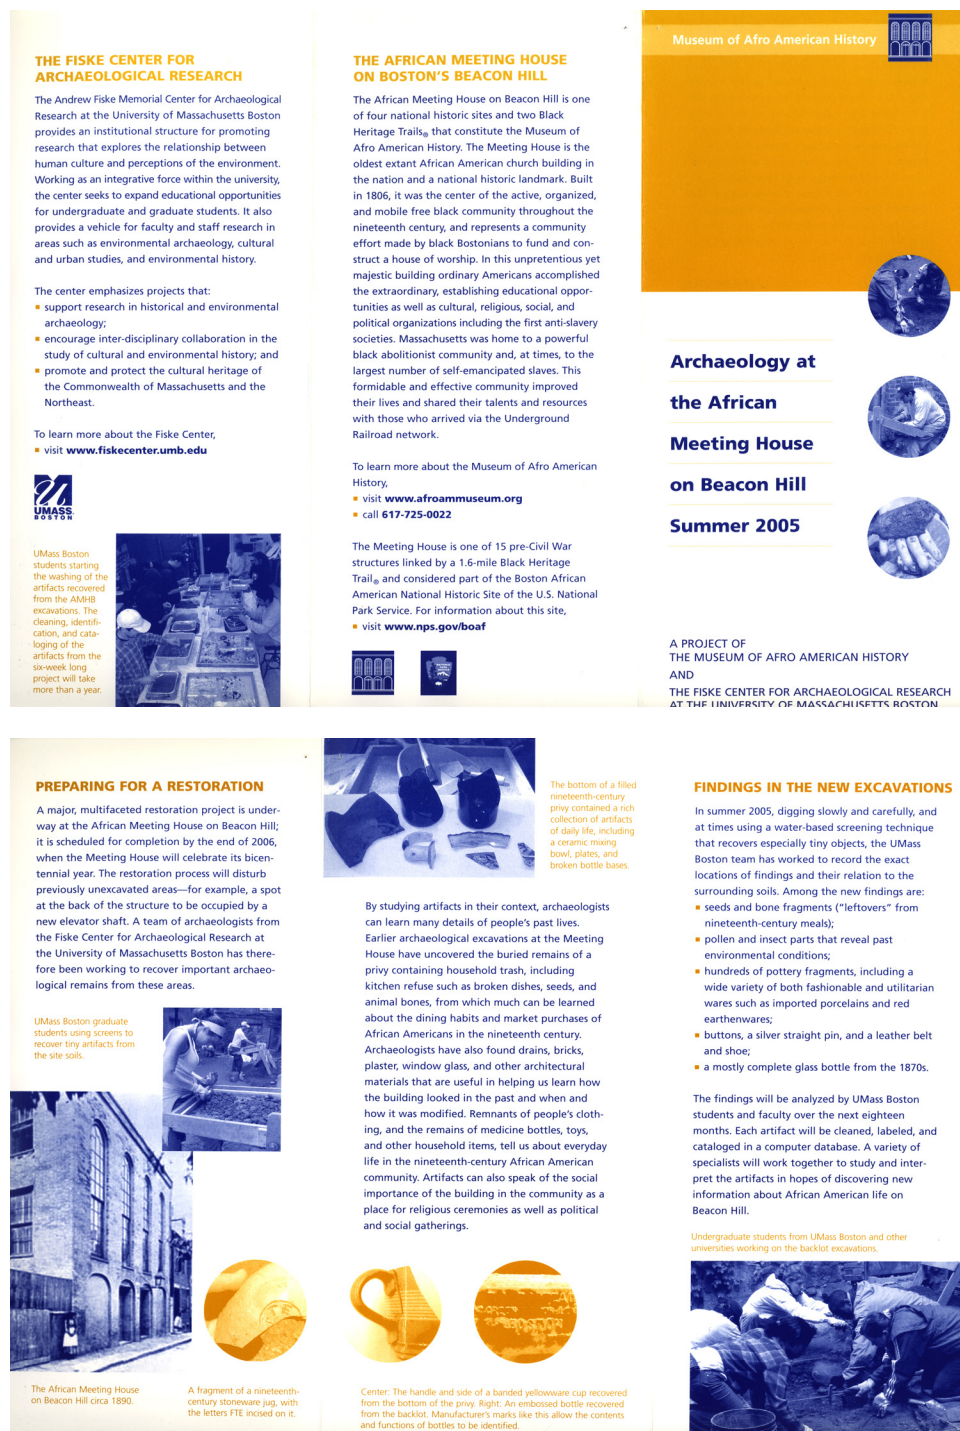 THE FISKE CENTER FOR
ARCHAEOLOGICAL RESEARCH
The Andrew Fiske Memorial Center for Archaeological
Research at the University of Massachusetts Boston
provides an institutional structure for promoting
research that explores the relationship between
human culture and perceptions of the environment.
Working as an integrative force within the university,
the center seeks to expand educational opportunities
for undergraduate and graduate students. It also
provides a vehicle for faculty and staff research in
areas such as environmental archaeology, cultural
and urban studies, and environmental history.
The center emphasizes projects that:
▪ support research in historical and environmental
archaeology;
▪ encourage inter-disciplinary collaboration in the
study of cultural and environmental history; and
▪ promote and protect the cultural heritage of
the Commonwealth of Massachusetts and the
Northeast.
To learn more about the Fiske Center,
▪ visit www.fiskecenter.umb.edu
UMASS
BOSTON
UMass Boston
students starting
the washing of the
artifacts recovered
from the AMHB
excavations. The
cleaning, identifi-
cation, and cata-
loging of the
artifacts from the
six-week long
project will take
more than a year.
THE AFRICAN MEETING HOUSE
ON BOSTON'S BEACON HILL
The African Meeting House on Beacon Hill is one
of four national historic sites and two Black
Heritage Trails® that constitute the Museum of
Afro American History. The Meeting House is the
oldest extant African American church building in
the nation and a national historic landmark. Built
in 1806, it was the center of the active, organized,
and mobile free black community throughout the
nineteenth century, and represents a community
effort made by black Bostonians to fund and con-
struct a house of worship. In this unpretentious yet
majestic building ordinary Americans accomplished
the extraordinary, establishing educational oppor-
tunities as well as cultural, religious, social, and
political organizations including the first anti-slavery
societies. Massachusetts was home to a powerful
black abolitionist community and, at times, to the
largest number of self-emancipated slaves. This
formidable and effective community improved
their lives and shared their talents and resources
with those who arrived via the Underground
Railroad network.
To learn more about the Museum of Afro American
History,
▪ visit www.afroammuseum.org
▪ call 617-725-0022
The Meeting House is one of 15 pre-Civil War
structures linked by a 1.6-mile Black Heritage
Trail® and considered part of the Boston African
American National Historic Site of the U.S. National
Park Service. For information about this site,
▪ visit www.nps.gov/boaf
Museum of Afro American History
Archaeology at
the African
Meeting House
on Beacon Hill
Summer 2005
A PROJECT OF
THE MUSEUM OF AFRO AMERICAN HISTORY
AND
THE FISKE CENTER FOR ARCHAEOLOGICAL RESEARCH
AT THE UNIVERSITY OF MASSACHUSETTS BOSTON
PREPARING FOR A RESTORATION
A major, multifaceted restoration project is under-
way at the African Meeting House on Beacon Hill;
it is scheduled for completion by the end of 2006,
when the Meeting House will celebrate its bicen-
tennial year. The restoration process will disturb
previously unexcavated areas—for example, a spot
at the back of the structure to be occupied by a
new elevator shaft. A team of archaeologists from
the Fiske Center for Archaeological Research at
the University of Massachusetts Boston has there-
fore been working to recover important archaeo-
logical remains from these areas.
UMass Boston graduate
students using screens to
recover tiny artifacts from
the site soils.
The African Meeting House
on Beacon Hill circa 1890.
A fragment of a nineteenth-
century stoneware jug, with
the letters FTE incised on it.
The bottom of a filled
nineteenth-century
privy contained a rich
collection of artifacts
of daily life, including
a ceramic mixing
bowl, plates, and
broken bottle bases.
By studying artifacts in their context, archaeologists
can learn many details of people's past lives.
Earlier archaeological excavations at the Meeting
House have uncovered the buried remains of a
privy containing household trash, including
kitchen refuse such as broken dishes, seeds, and
animal bones, from which much can be learned
about the dining habits and market purchases of
African Americans in the nineteenth century.
Archaeologists have also found drains, bricks,
plaster, window glass, and other architectural
materials that are useful in helping us learn how
the building looked in the past and when and
how it was modified. Remnants of people's cloth-
ing, and the remains of medicine bottles, toys,
and other household items, tell us about everyday
life in the nineteenth-century African American
community. Artifacts can also speak of the social
importance of the building in the community as a
place for religious ceremonies as well as political
and social gatherings.
Center: The handle and side of a banded yellowware cup recovered
from the bottom of the privy. Right: An embossed bottle recovered
from the backlot. Manufacturer's marks like this allow the contents
and functions of bottles to be identified.
FINDINGS IN THE NEW EXCAVATIONS
In summer 2005, digging slowly and carefully, and
at times using a water-based screening technique
that recovers especially tiny objects, the UMass
Boston team has worked to record the exact
locations of findings and their relation to the
surrounding soils. Among the new findings are:
▪ seeds and bone fragments ("leftovers" from
nineteenth-century meals);
▪ pollen and insect parts that reveal past
environmental conditions;
▪ hundreds of pottery fragments, including a
wide variety of both fashionable and utilitarian
wares such as imported porcelains and red
earthenwares;
▪ buttons, a silver straight pin, and a leather belt
and shoe;
▪ a mostly complete glass bottle from the 1870s.
The findings will be analyzed by UMass Boston
students and faculty over the next eighteen
months. Each artifact will be cleaned, labeled, and
cataloged in a computer database. A variety of
specialists will work together to study and inter-
pret the artifacts in hopes of discovering new
information about African American life on
Beacon Hill.
Undergraduate students from UMass Boston and other
universities working on the backlot excavations.